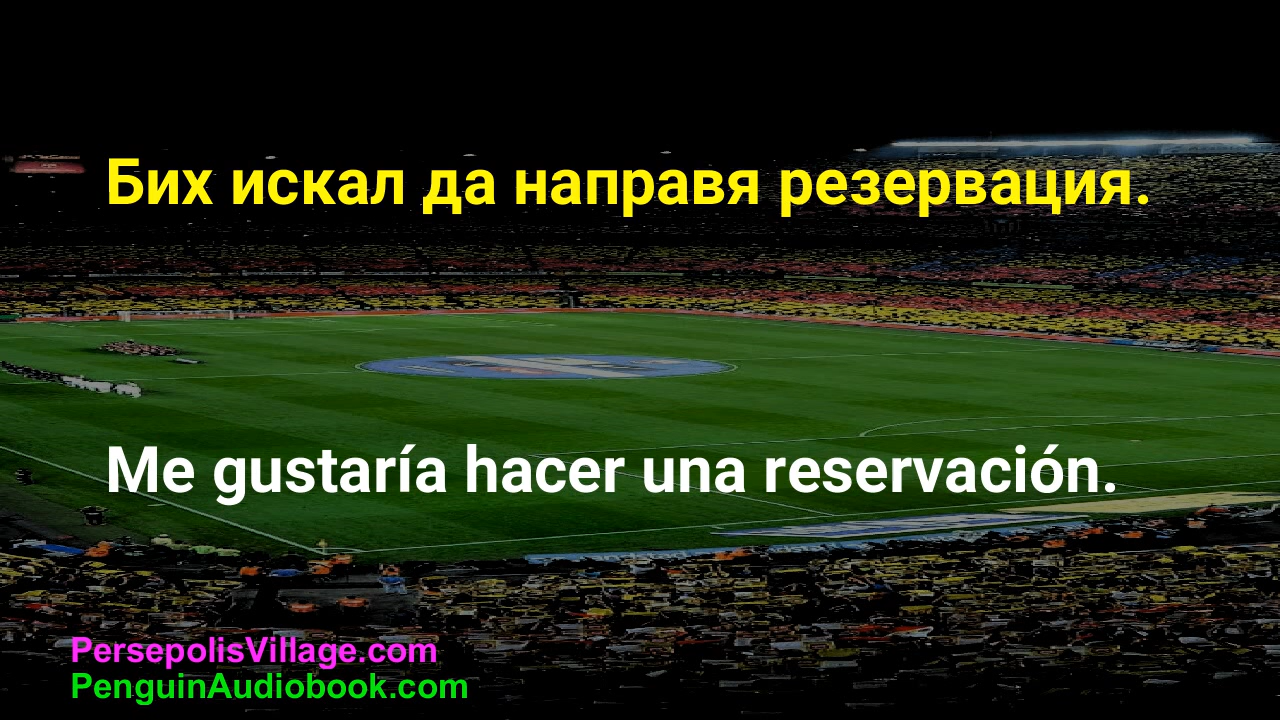 Бих искал да направя резервация.
Me gustaría hacer una reservación.
PersepolisVillage.com
PenguinAudiobook.com